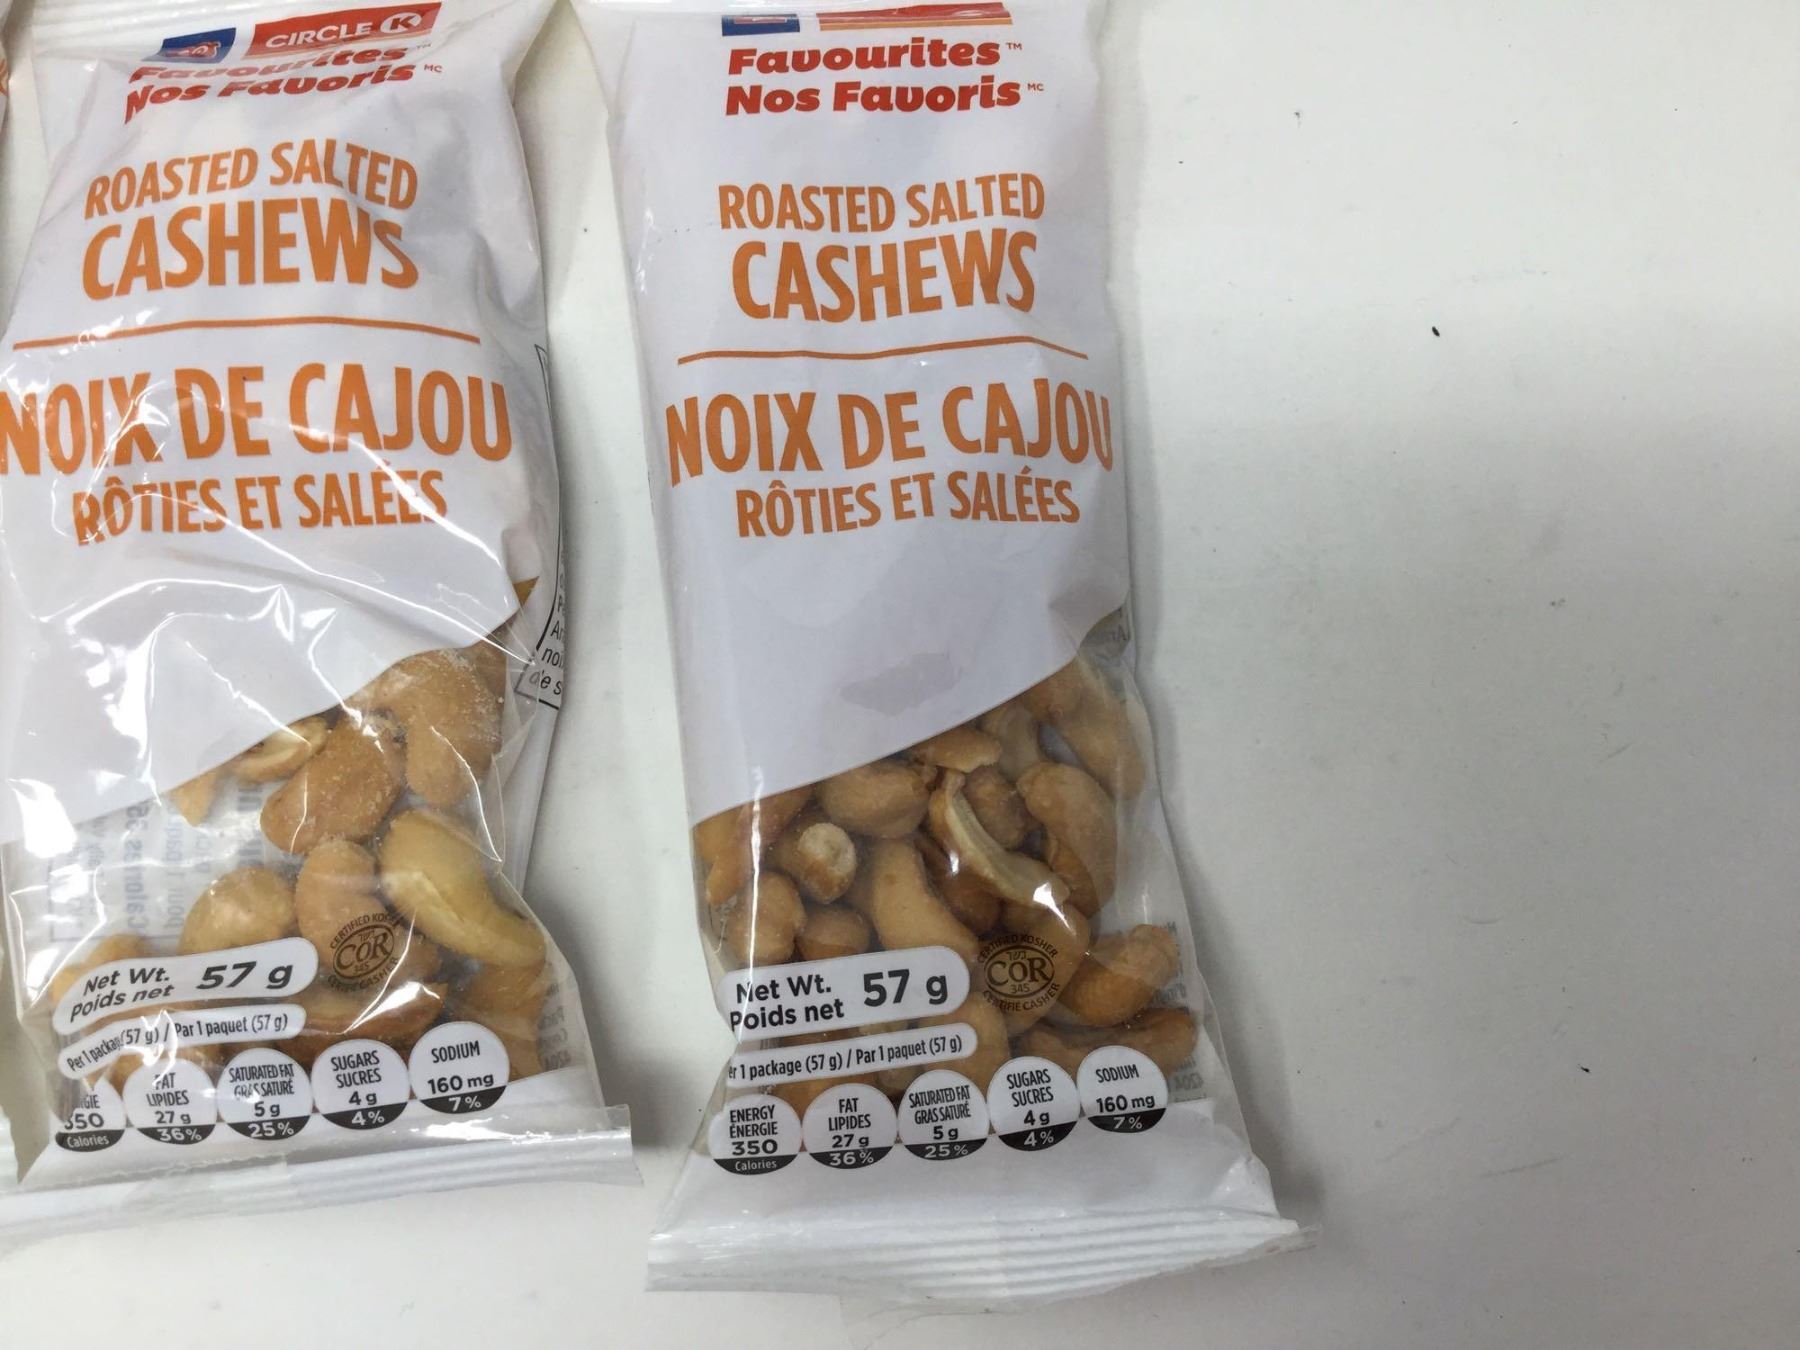 CIRCLE K
Favourites™
Nos Favoris MC
ROASTED SALTED
CASHEWS
NOIX DE CAJOU
RÔTIES ET SALÉES
CERTIFIED KOSHER
COR
345
CERTIFIÉ CASHER
Net Wt.
Poids net
57 g
Per 1 package (57 g) / Par 1 paquet (57 g)
350
Calories
FAT
LIPIDES
27 g
36%
SATURATED FAT
GRAS SATURÉ
5 g
25%
SUGARS
SUCRES
4 g
4%
SODIUM
160 mg
7%
Favourites™
Nos Favoris MC
ROASTED SALTED
CASHEWS
NOIX DE CAJOU
RÔTIES ET SALÉES
CERTIFIED KOSHER
כשר
COR
345
CERTIFIÉ CASHER
Net Wt.
Poids net
57 g
1 package (57 g) / Par 1 paquet (57 g)
ENERGY
ÉNERGIE
350
Calories
FAT
LIPIDES
27 g
36%
SATURATED FAT
GRAS SATURÉ
5 g
25%
SUGARS
SUCRES
4 g
4%
SODIUM
160 mg
7%